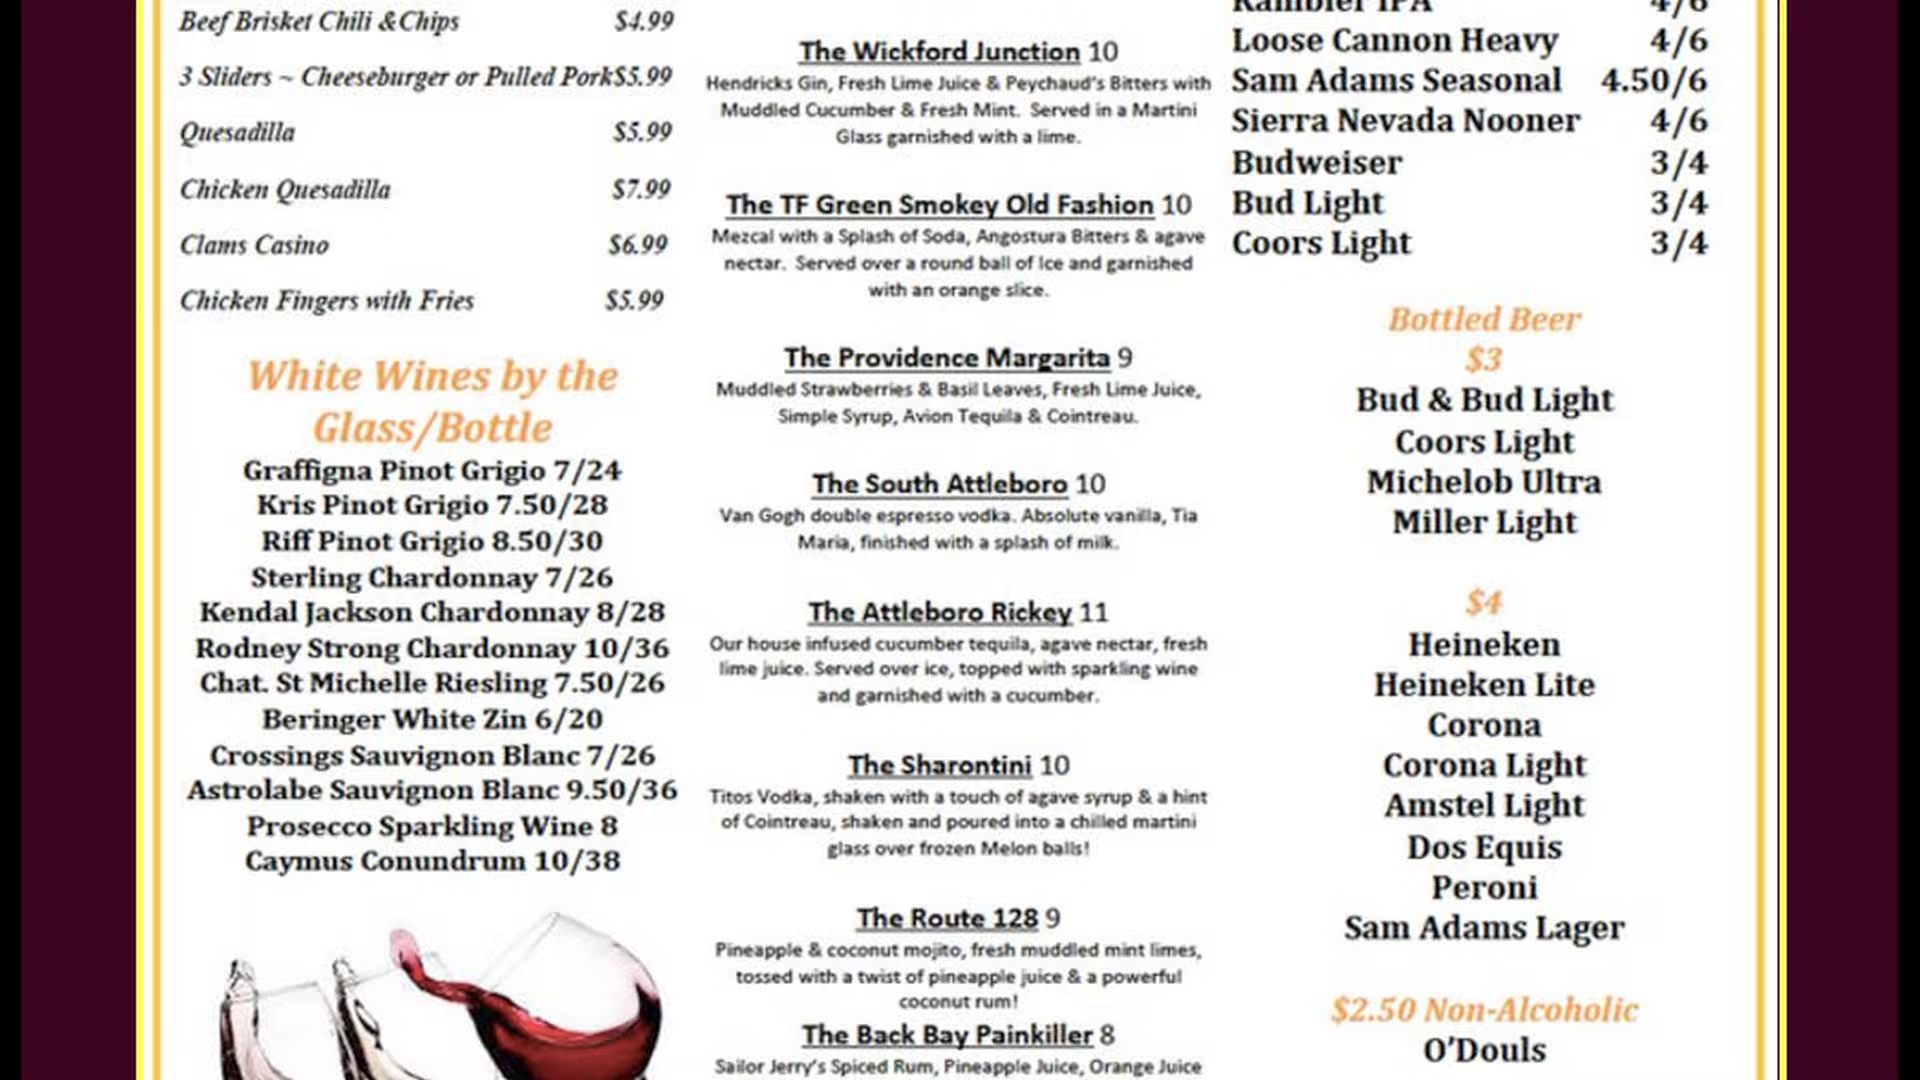 Beef Brisket Chili &Chips $4.99
3 Sliders ~ Cheeseburger or Pulled Pork$5.99
Quesadilla $5.99
Chicken Quesadilla $7.99
Clams Casino $6.99
Chicken Fingers with Fries $5.99
White Wines by the
Glass/Bottle
Graffigna Pinot Grigio 7/24
Kris Pinot Grigio 7.50/28
Riff Pinot Grigio 8.50/30
Sterling Chardonnay 7/26
Kendal Jackson Chardonnay 8/28
Rodney Strong Chardonnay 10/36
Chat. St Michelle Riesling 7.50/26
Beringer White Zin 6/20
Crossings Sauvignon Blanc 7/26
Astrolabe Sauvignon Blanc 9.50/36
Prosecco Sparkling Wine 8
Caymus Conundrum 10/38
The Wickford Junction 10
Hendricks Gin, Fresh Lime Juice & Peychaud's Bitters with
Muddled Cucumber & Fresh Mint. Served in a Martini
Glass garnished with a lime.
The TF Green Smokey Old Fashion 10
Mezcal with a Splash of Soda, Angostura Bitters & agave
nectar. Served over a round ball of Ice and garnished
with an orange slice.
The Providence Margarita 9
Muddled Strawberries & Basil Leaves, Fresh Lime Juice,
Simple Syrup, Avion Tequila & Cointreau.
The South Attleboro 10
Van Gogh double espresso vodka. Absolute vanilla, Tia
Maria, finished with a splash of milk.
The Attleboro Rickey 11
Our house infused cucumber tequila, agave nectar, fresh
lime juice. Served over ice, topped with sparkling wine
and garnished with a cucumber.
The Sharontini 10
Titos Vodka, shaken with a touch of agave syrup & a hint
of Cointreau, shaken and poured into a chilled martini
glass over frozen Melon balls!
The Route 128 9
Pineapple & coconut mojito, fresh muddled mint limes,
tossed with a twist of pineapple juice & a powerful
coconut rum!
The Back Bay Painkiller 8
Sailor Jerry's Spiced Rum, Pineapple Juice, Orange Juice
Rambler IPA 4/6
Loose Cannon Heavy 4/6
Sam Adams Seasonal 4.50/6
Sierra Nevada Nooner 4/6
Budweiser 3/4
Bud Light 3/4
Coors Light 3/4
Bottled Beer
$3
Bud & Bud Light
Coors Light
Michelob Ultra
Miller Light
$4
Heineken
Heineken Lite
Corona
Corona Light
Amstel Light
Dos Equis
Peroni
Sam Adams Lager
$2.50 Non-Alcoholic
O'Douls